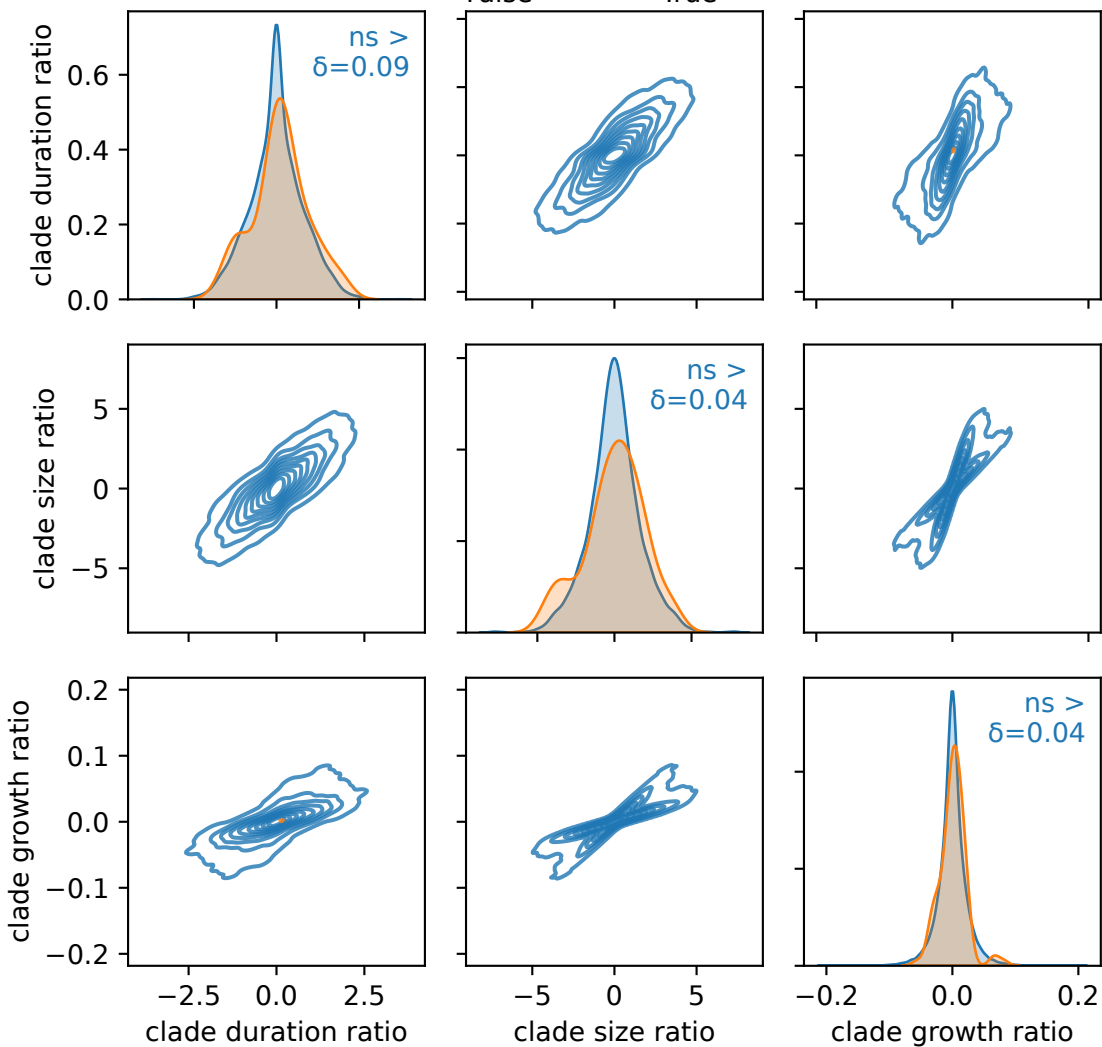 ns >
δ=0.09
clade duration ratio
0.6
0.4
0.2
0.0
ns >
δ=0.04
clade size ratio
5
0
−5
ns >
δ=0.04
clade growth ratio
0.2
0.1
0.0
−0.1
−0.2
−2.5 0.0 2.5
−5 0 5
−0.2 0.0 0.2
clade duration ratio
clade size ratio
clade growth ratio